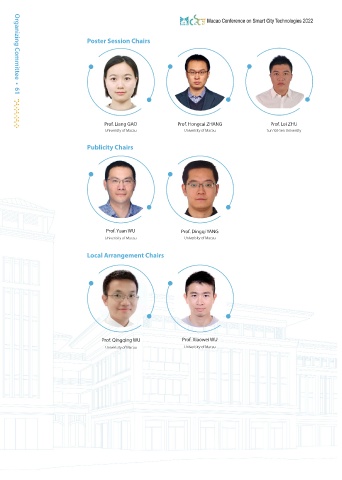 Macao Conference on Smart City Technologies 2022
Organizing Committee • 61
Poster Session Chairs
Prof. Liang GAO
University of Macau
Prof. Hongcai ZHANG
University of Macau
Prof. Lei ZHU
Sun Yat-sen University
Publicity Chairs
Prof. Yuan WU
University of Macau
Prof. Dingqi YANG
University of Macau
Local Arrangement Chairs
Prof. Qingqing WU
University of Macau
Prof. Xiaowei WU
University of Macau